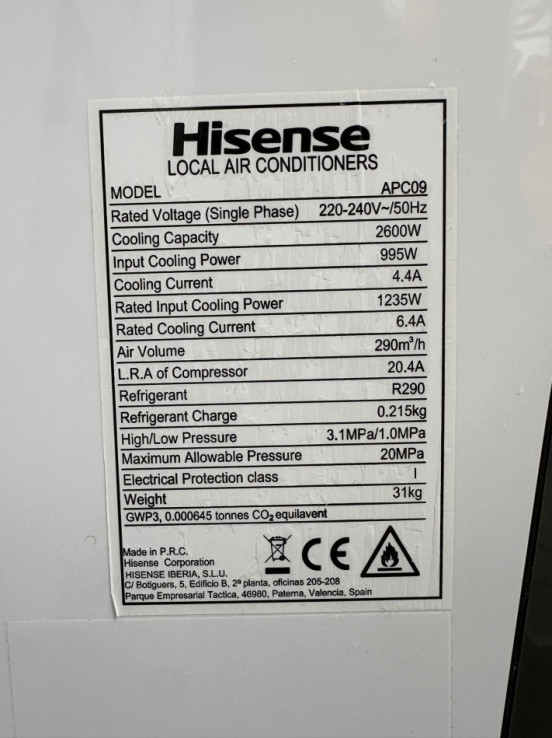 Hisense
LOCAL AIR CONDITIONERS
MODEL APC09
Rated Voltage (Single Phase) 220-240V~/50Hz
Cooling Capacity 2600W
Input Cooling Power 995W
Cooling Current 4.4A
Rated Input Cooling Power 1235W
Rated Cooling Current 6.4A
Air Volume 290m³/h
L.R.A of Compressor 20.4A
Refrigerant R290
Refrigerant Charge 0.215kg
High/Low Pressure 3.1MPa/1.0MPa
Maximum Allowable Pressure 20MPa
Electrical Protection class I
Weight 31kg
GWP3, 0.000645 tonnes CO₂ equilavent
Made in P.R.C.
Hisense Corporation
HISENSE IBERIA, S.L.U.
C/ Botiguers, 5, Edificio B, 2ª planta, oficinas 205-208
Parque Empresarial Tactica, 46980, Paterna, Valencia, Spain
CE